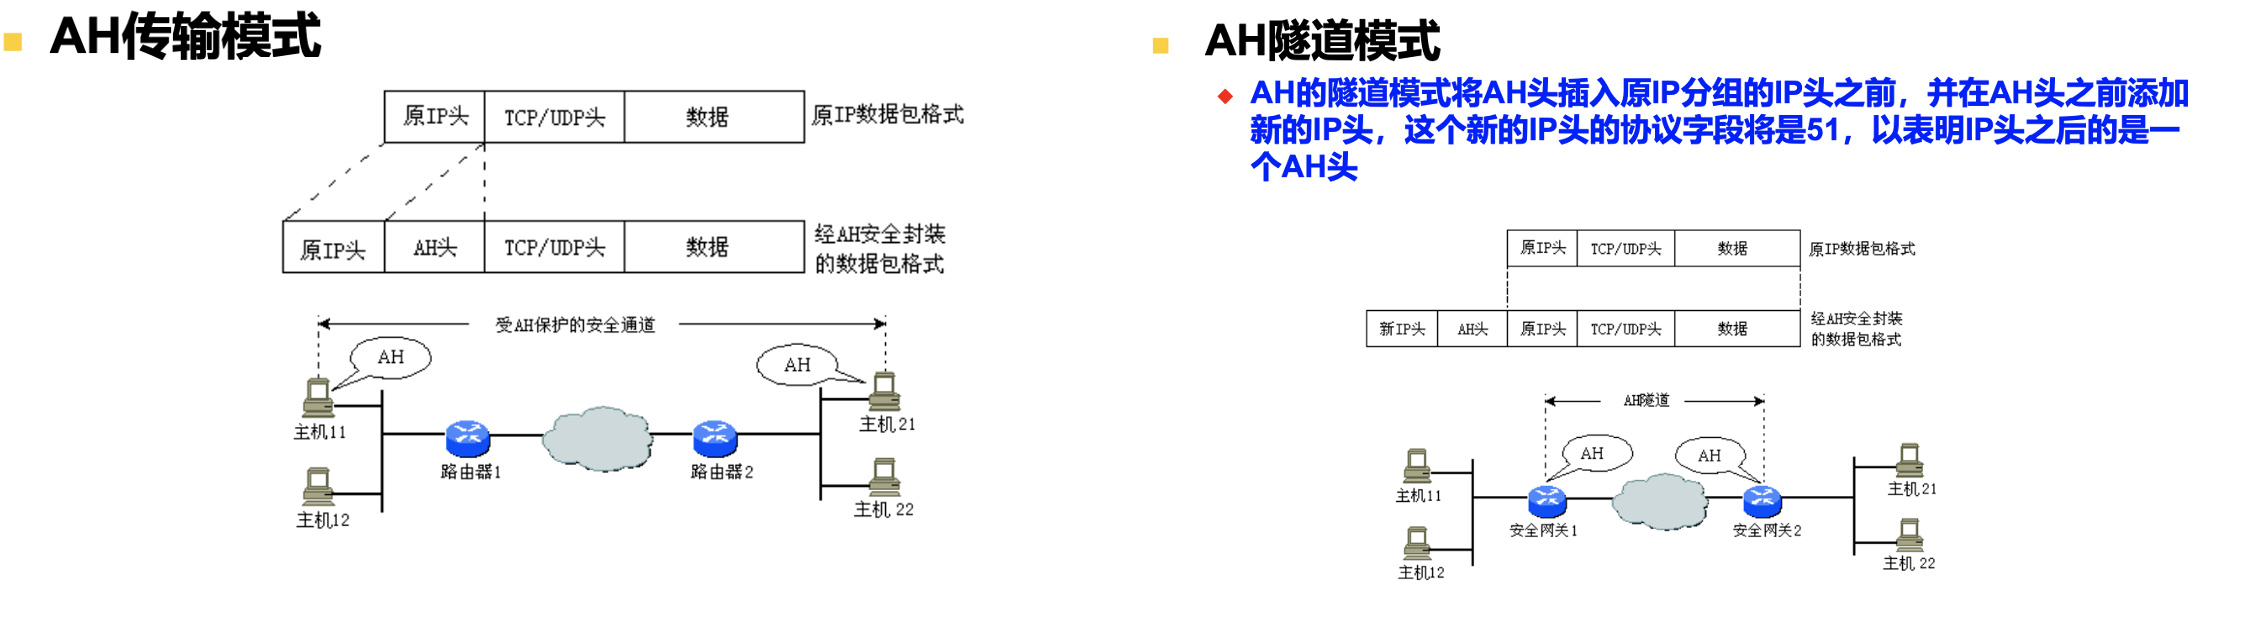 AH传输模式
原IP头 TCP/UDP头 数据 原IP数据包格式
原IP头 AH头 TCP/UDP头 数据 经AH安全封装
的数据包格式
受AH保护的安全通道
AH AH
主机11 主机21
路由器1 路由器2
主机12 主机22
AH隧道模式
AH的隧道模式将AH头插入原IP分组的IP头之前，并在AH头之前添加
新的IP头，这个新的IP头的协议字段将是51，以表明IP头之后的是一
个AH头
原IP头 TCP/UDP头 数据 原IP数据包格式
新IP头 AH头 原IP头 TCP/UDP头 数据 经AH安全封装
的数据包格式
AH隧道
AH AH
主机11 主机21
安全网关1 安全网关2
主机12 主机22